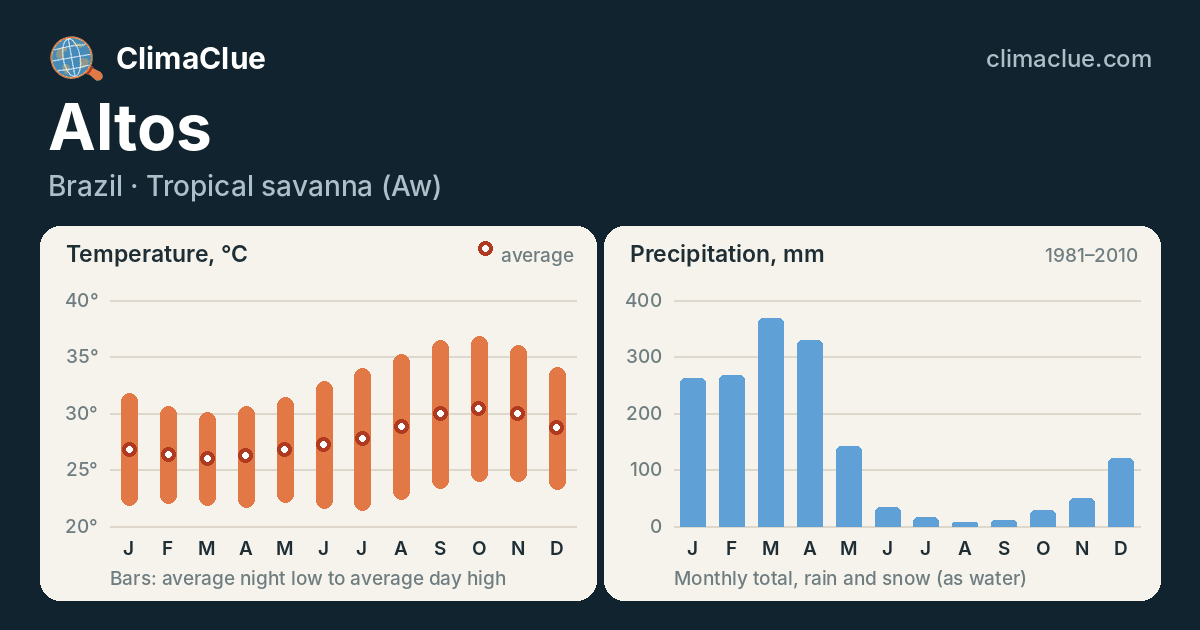 ClimaClue
climaclue.com
Altos
Brazil · Tropical savanna (Aw)
Temperature, °C
average
40°
35°
30°
25°
20°
J F M A M J J A S O N D
Bars: average night low to average day high
Precipitation, mm
1981–2010
400
300
200
100
0
J F M A M J J A S O N D
Monthly total, rain and snow (as water)